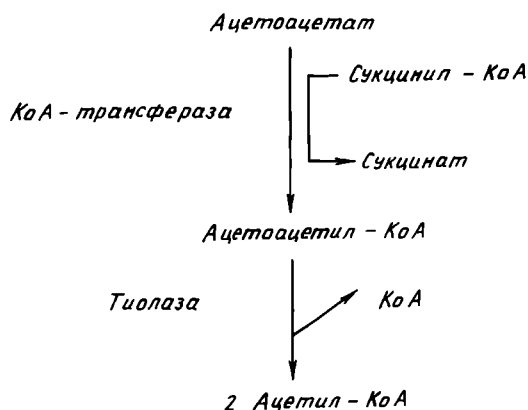 Ацетоацетат
Сукцинил - КоА
КоА - трансфераза
Сукцинат
Ацетоацетил - КоА
Тиолаза
КоА
2 Ацетил - КоА